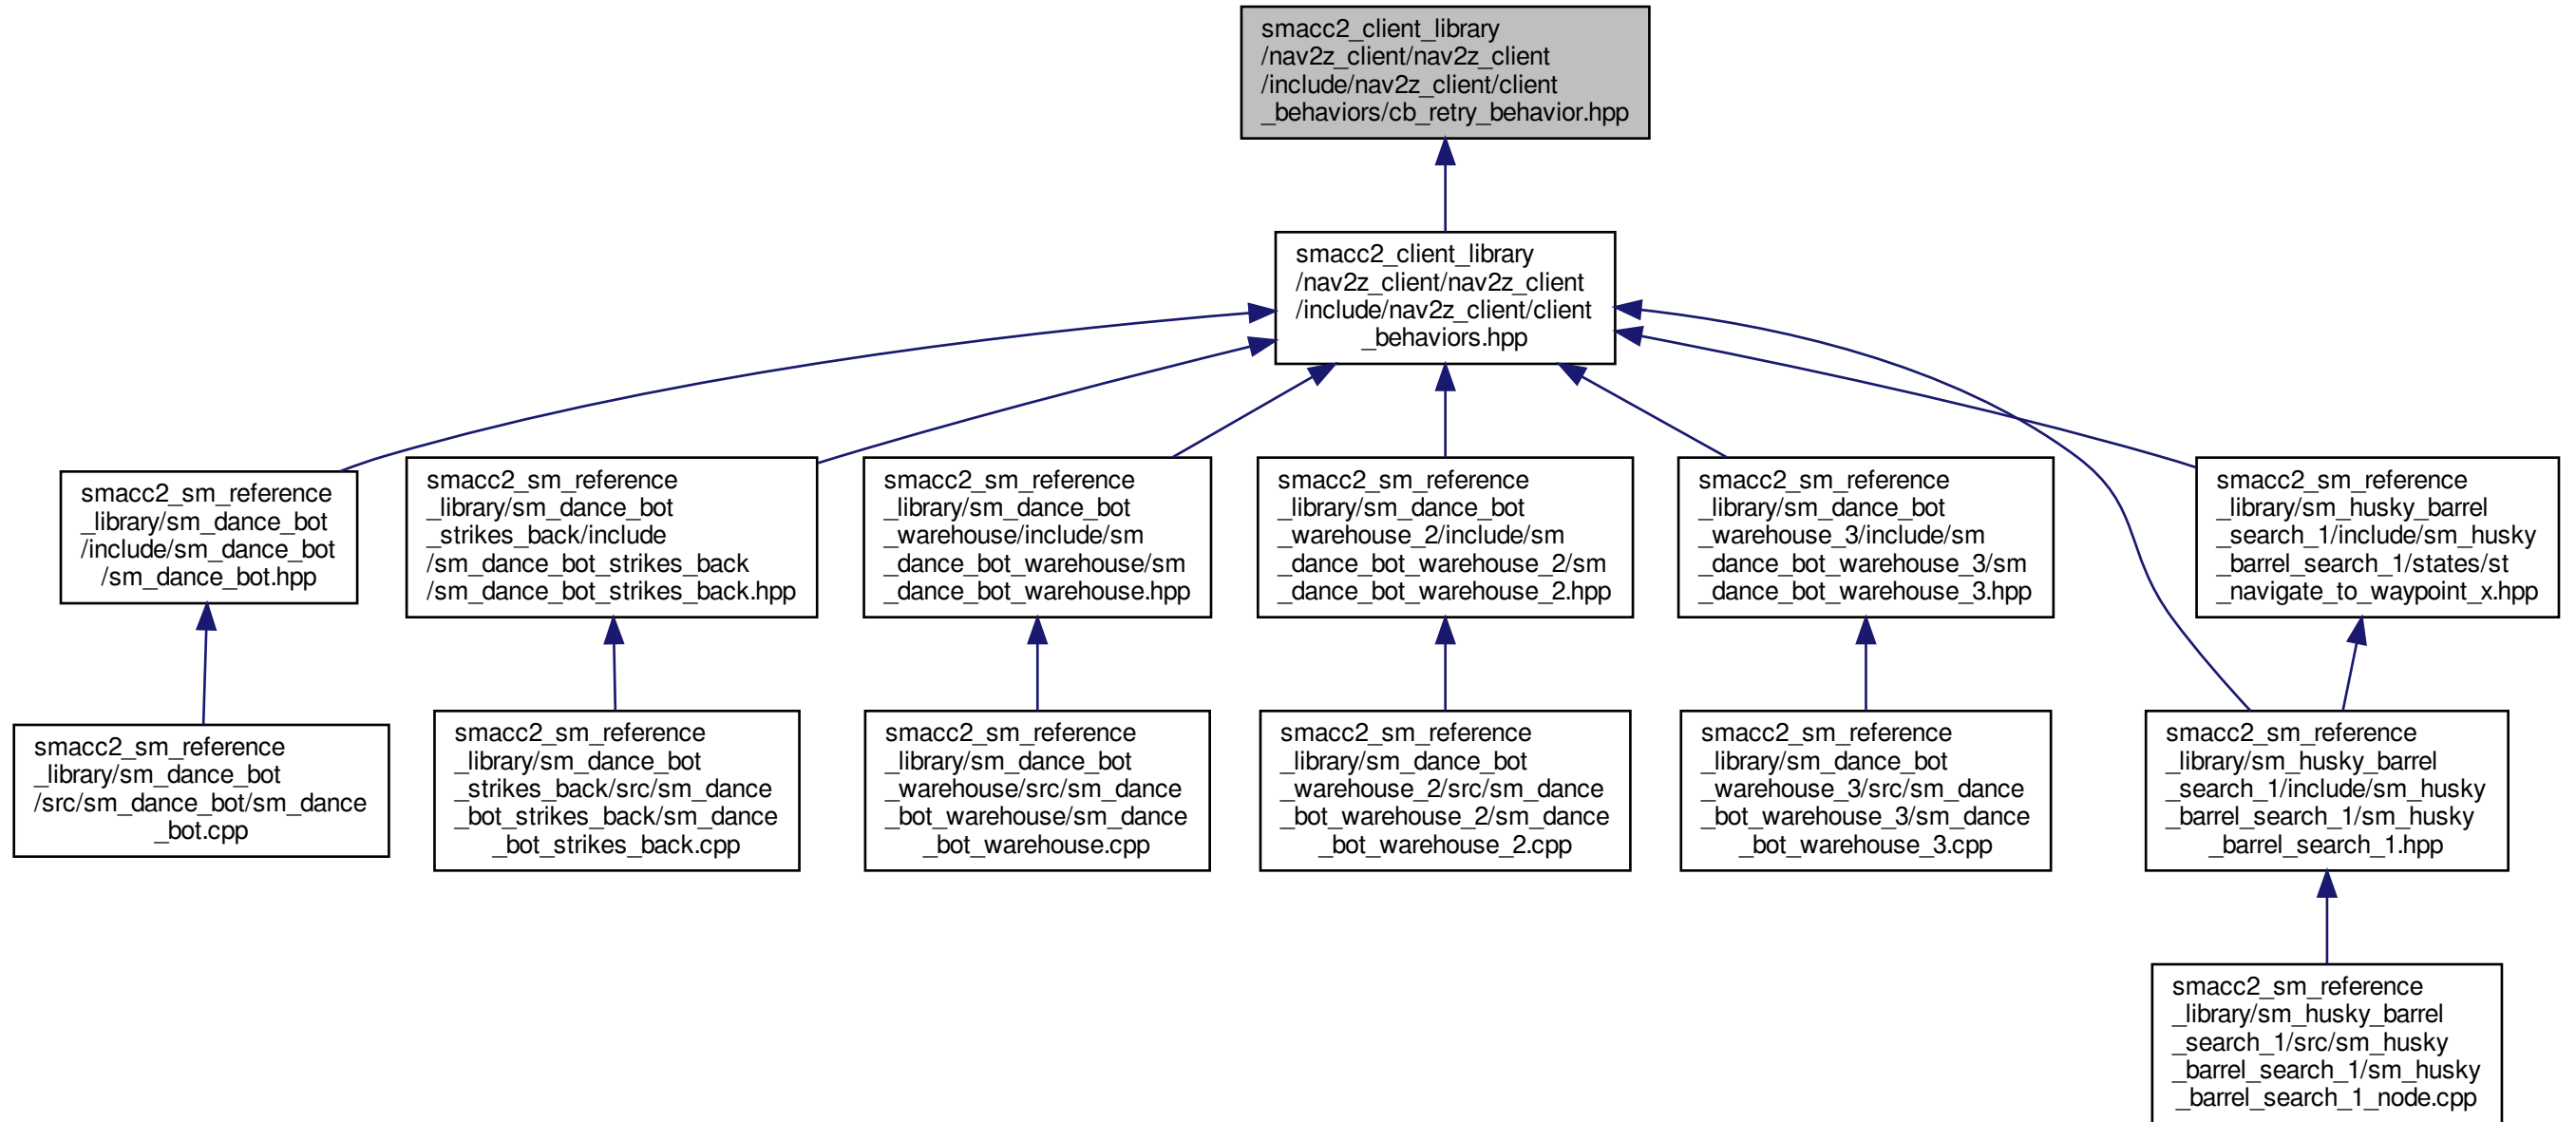 smacc2_client_library
/nav2z_client/nav2z_client
/include/nav2z_client/client
_behaviors/cb_retry_behavior.hpp
smacc2_client_library
/nav2z_client/nav2z_client
/include/nav2z_client/client
_behaviors.hpp
smacc2_sm_reference
_library/sm_dance_bot
/include/sm_dance_bot
/sm_dance_bot.hpp
smacc2_sm_reference
_library/sm_dance_bot
_strikes_back/include
/sm_dance_bot_strikes_back
/sm_dance_bot_strikes_back.hpp
smacc2_sm_reference
_library/sm_dance_bot
_warehouse/include/sm
_dance_bot_warehouse/sm
_dance_bot_warehouse.hpp
smacc2_sm_reference
_library/sm_dance_bot
_warehouse_2/include/sm
_dance_bot_warehouse_2/sm
_dance_bot_warehouse_2.hpp
smacc2_sm_reference
_library/sm_dance_bot
_warehouse_3/include/sm
_dance_bot_warehouse_3/sm
_dance_bot_warehouse_3.hpp
smacc2_sm_reference
_library/sm_husky_barrel
_search_1/include/sm_husky
_barrel_search_1/states/st
_navigate_to_waypoint_x.hpp
smacc2_sm_reference
_library/sm_dance_bot
/src/sm_dance_bot/sm_dance
_bot.cpp
smacc2_sm_reference
_library/sm_dance_bot
_strikes_back/src/sm_dance
_bot_strikes_back/sm_dance
_bot_strikes_back.cpp
smacc2_sm_reference
_library/sm_dance_bot
_warehouse/src/sm_dance
_bot_warehouse/sm_dance
_bot_warehouse.cpp
smacc2_sm_reference
_library/sm_dance_bot
_warehouse_2/src/sm_dance
_bot_warehouse_2/sm_dance
_bot_warehouse_2.cpp
smacc2_sm_reference
_library/sm_dance_bot
_warehouse_3/src/sm_dance
_bot_warehouse_3/sm_dance
_bot_warehouse_3.cpp
smacc2_sm_reference
_library/sm_husky_barrel
_search_1/include/sm_husky
_barrel_search_1/sm_husky
_barrel_search_1.hpp
smacc2_sm_reference
_library/sm_husky_barrel
_search_1/src/sm_husky
_barrel_search_1/sm_husky
_barrel_search_1_node.cpp